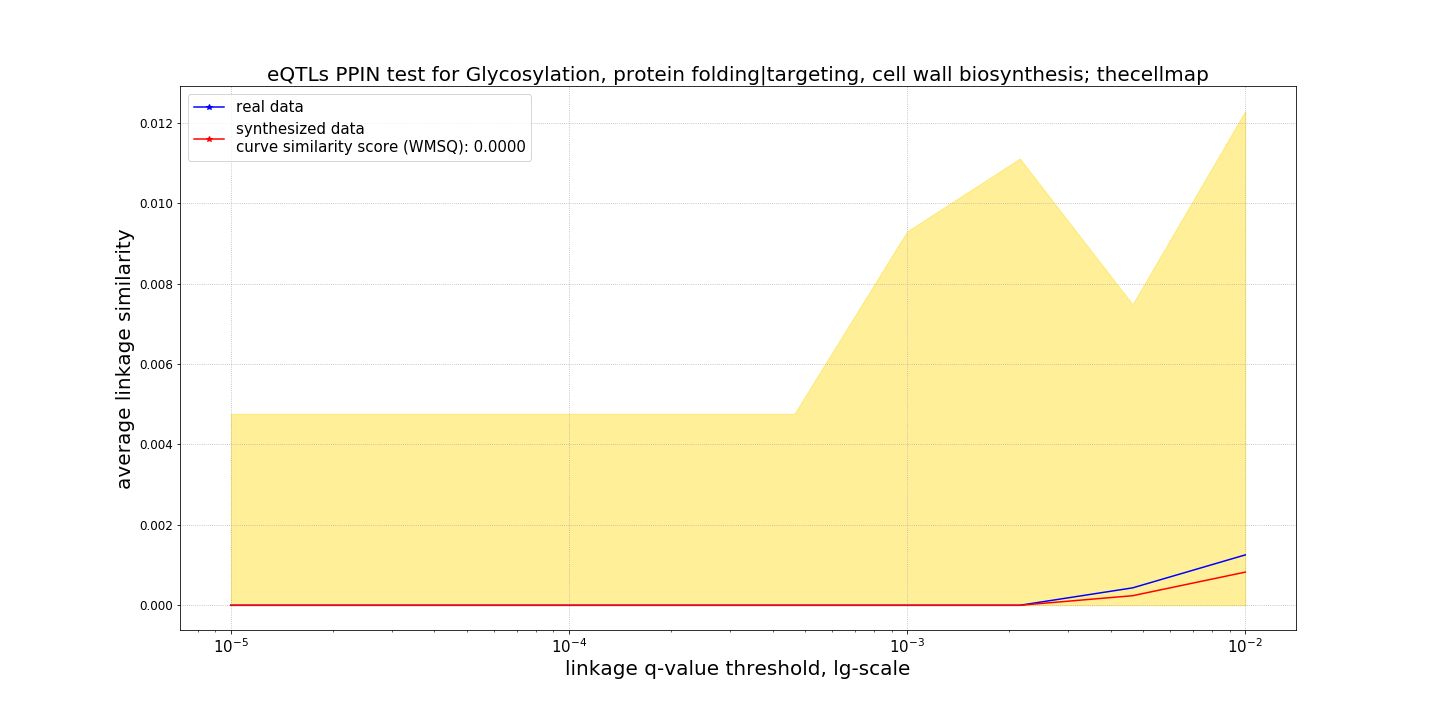 eQTLs PPIN test for Glycosylation, protein folding|targeting, cell wall biosynthesis; thecellmap
real data
synthesized data
curve similarity score (WMSQ): 0.0000
average linkage similarity
0.012
0.010
0.008
0.006
0.004
0.002
0.000
10⁻⁵ 10⁻⁴ 10⁻³ 10⁻²
linkage q-value threshold, lg-scale